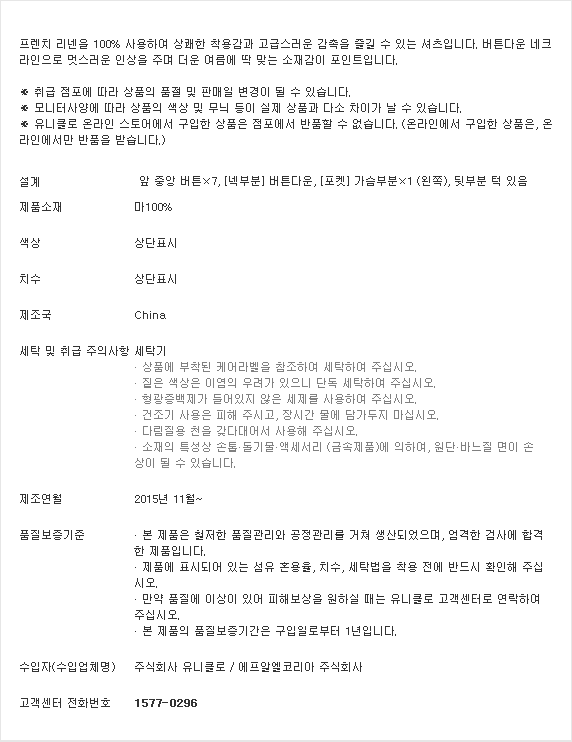 프렌치 리넨을 100% 사용하여 상쾌한 착용감과 고급스러운 감촉을 즐길 수 있는 셔츠입니다. 버튼다운 네크
라인으로 멋스러운 인상을 주며 더운 여름에 딱 맞는 소재감이 포인트입니다.
※ 취급 점포에 따라 상품의 품절 및 판매일 변경이 될 수 있습니다.
※ 모니터사양에 따라 상품의 색상 및 무늬 등이 실제 상품과 다소 차이가 날 수 있습니다.
※ 유니클로 온라인 스토어에서 구입한 상품은 점포에서 반품할 수 없습니다. (온라인에서 구입한 상품은, 온
라인에서만 반품을 받습니다.)
설계 앞 중앙 버튼×7, [넥부분] 버튼다운, [포켓] 가슴부분×1 (왼쪽), 뒷부분 턱 있음
제품소재 마100%
색상 상단표시
치수 상단표시
제조국 China
세탁 및 취급 주의사항 세탁기
· 상품에 부착된 케어라벨을 참조하여 세탁하여 주십시오.
· 짙은 색상은 이염의 우려가 있으니 단독 세탁하여 주십시오.
· 형광증백제가 들어있지 않은 세제를 사용하여 주십시오.
· 건조기 사용은 피해 주시고, 장시간 물에 담가두지 마십시오.
· 다림질용 천을 갖다대어서 사용해 주십시오.
· 소재의 특성상 손톱·돌기물·액세서리 (금속제품)에 의하여, 원단·바느질 면이 손
상이 될 수 있습니다.
제조연월 2015년 11월~
품질보증기준 · 본 제품은 철저한 품질관리와 공정관리를 거쳐 생산되었으며, 엄격한 검사에 합격
한 제품입니다.
· 제품에 표시되어 있는 섬유 혼용율, 치수, 세탁법을 착용 전에 반드시 확인해 주십
시오.
· 만약 품질에 이상이 있어 피해보상을 원하실 때는 유니클로 고객센터로 연락하여
주십시오.
· 본 제품의 품질보증기간은 구입일로부터 1년입니다.
수입자(수입업체명) 주식회사 유니클로 / 에프알엘코리아 주식회사
고객센터 전화번호 1577-0296